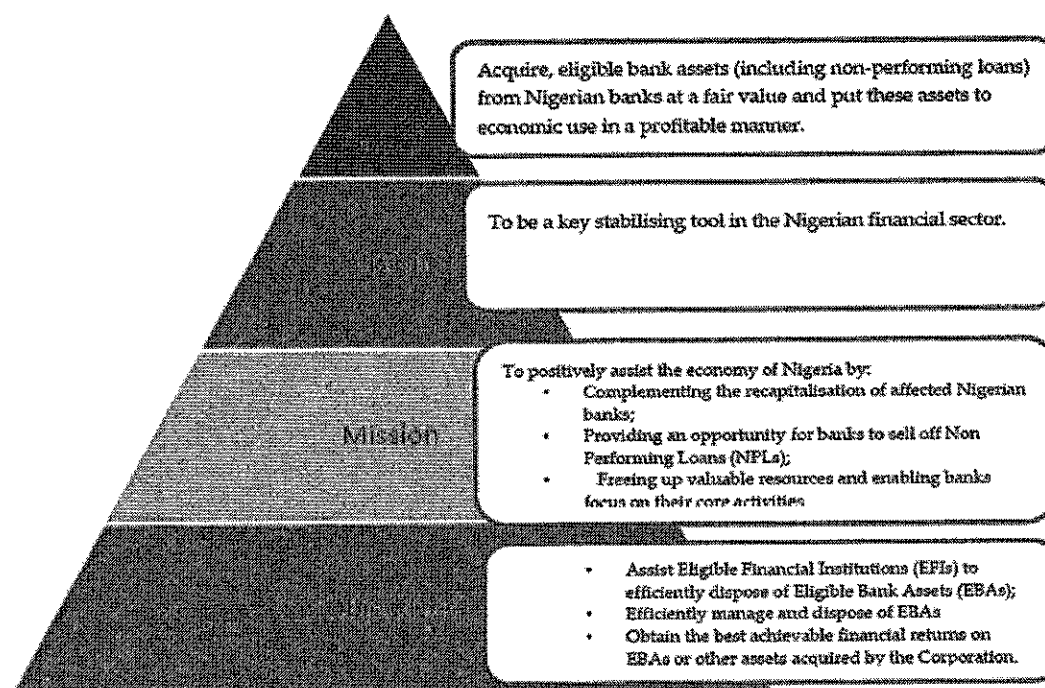 Acquire, eligible bank assets (including non-performing loans)
from Nigerian banks at a fair value and put these assets to
economic use in a profitable manner.
To be a key stabilising tool in the Nigerian financial sector.
Mission
To positively assist the economy of Nigeria by:
• Complementing the recapitalisation of affected Nigerian
banks;
• Providing an opportunity for banks to sell off Non
Performing Loans (NPLs);
• Freeing up valuable resources and enabling banks
focus on their core activities
• Assist Eligible Financial Institutions (EFIs) to
efficiently dispose of Eligible Bank Assets (EBAs);
• Efficiently manage and dispose of EBAs
• Obtain the best achievable financial returns on
EBAs or other assets acquired by the Corporation.